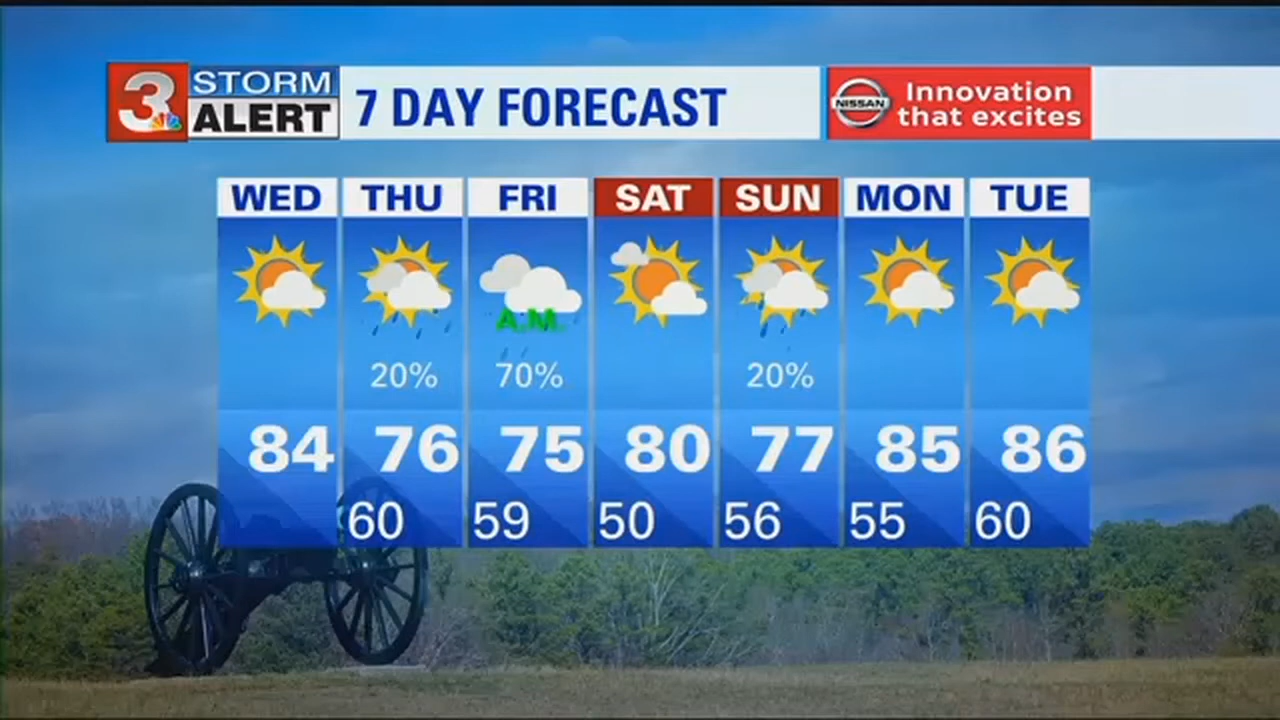 3 STORM ALERT
7 DAY FORECAST
NISSAN
Innovation
that excites
WED THU FRI SAT SUN MON TUE
A.M.
20% 70% 20%
84 76 75 80 77 85 86
60 59 50 56 55 60